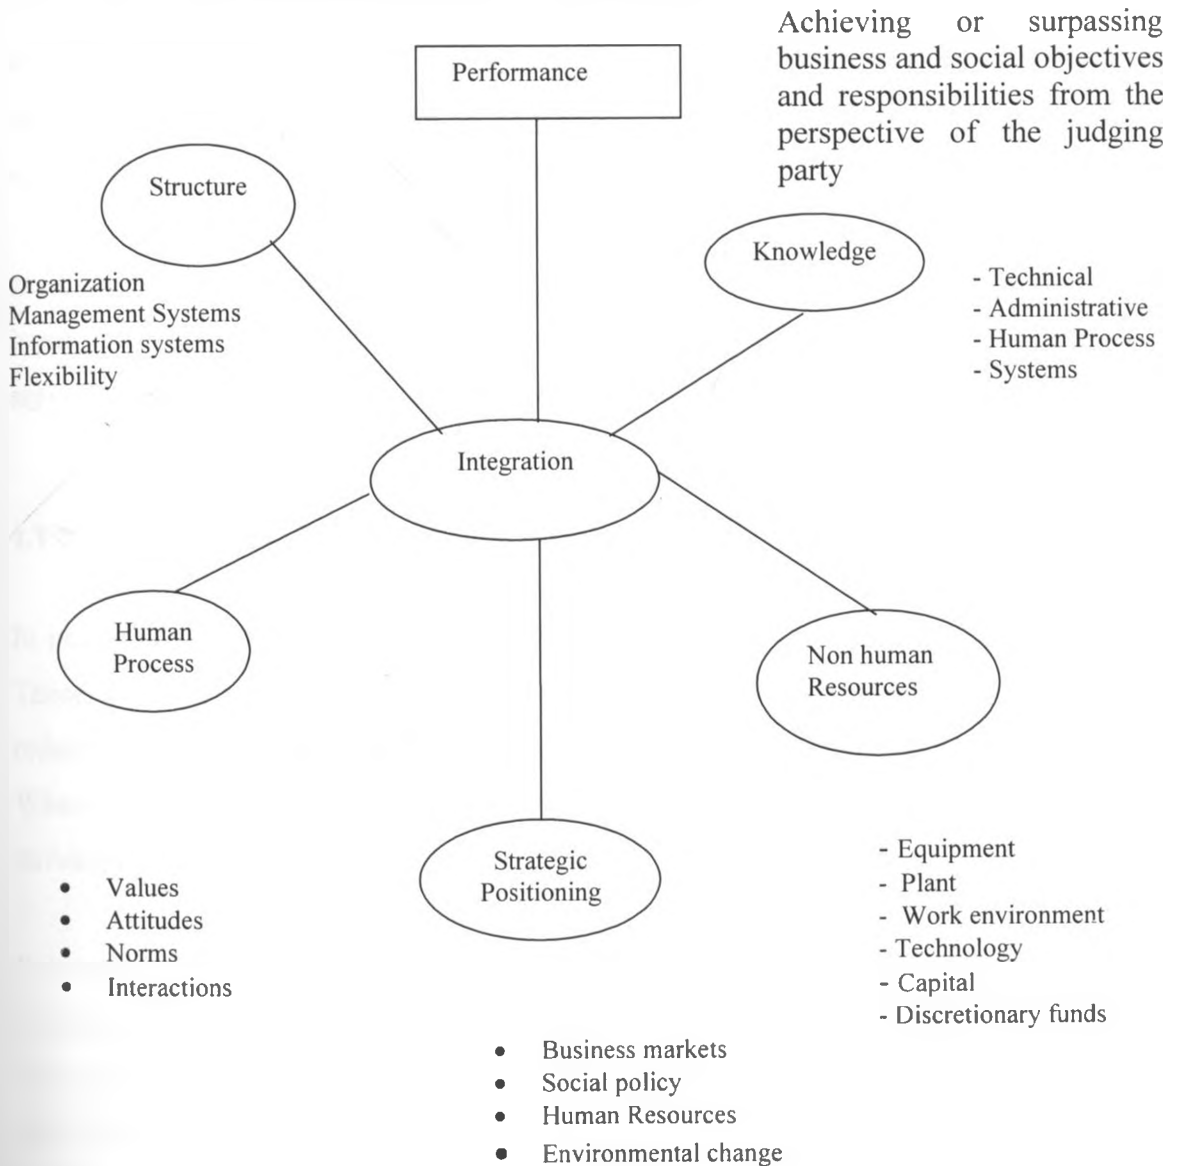 Performance
Achieving or surpassing
business and social objectives
and responsibilities from the
perspective of the judging
party
Structure
Organization
Management Systems
Information systems
Flexibility
Knowledge
- Technical
- Administrative
- Human Process
- Systems
Integration
Human
Process
Non human
Resources
Strategic
Positioning
• Values
• Attitudes
• Norms
• Interactions
- Equipment
- Plant
- Work environment
- Technology
- Capital
- Discretionary funds
• Business markets
• Social policy
• Human Resources
• Environmental change